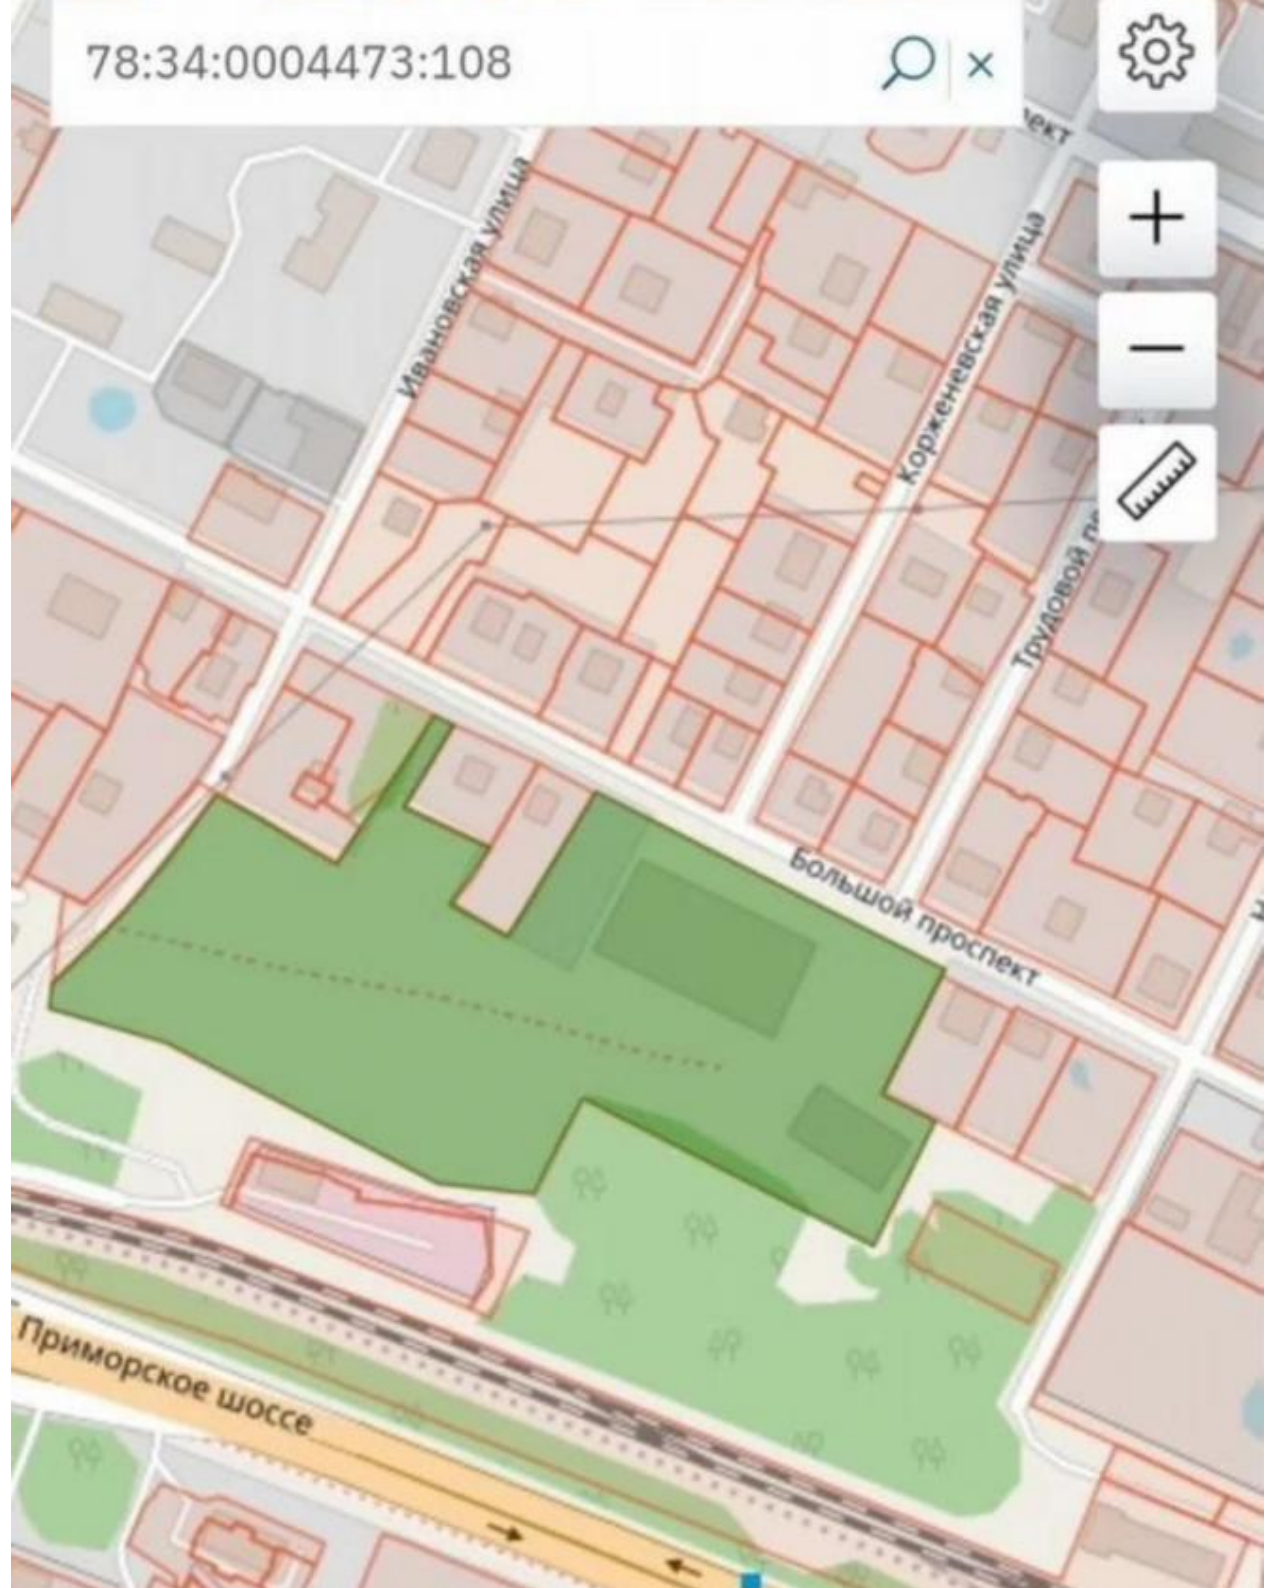 78:34:0004473:108
Ивановская улица
Корженевская улица
Трудовой
Большой проспект
Приморское шоссе